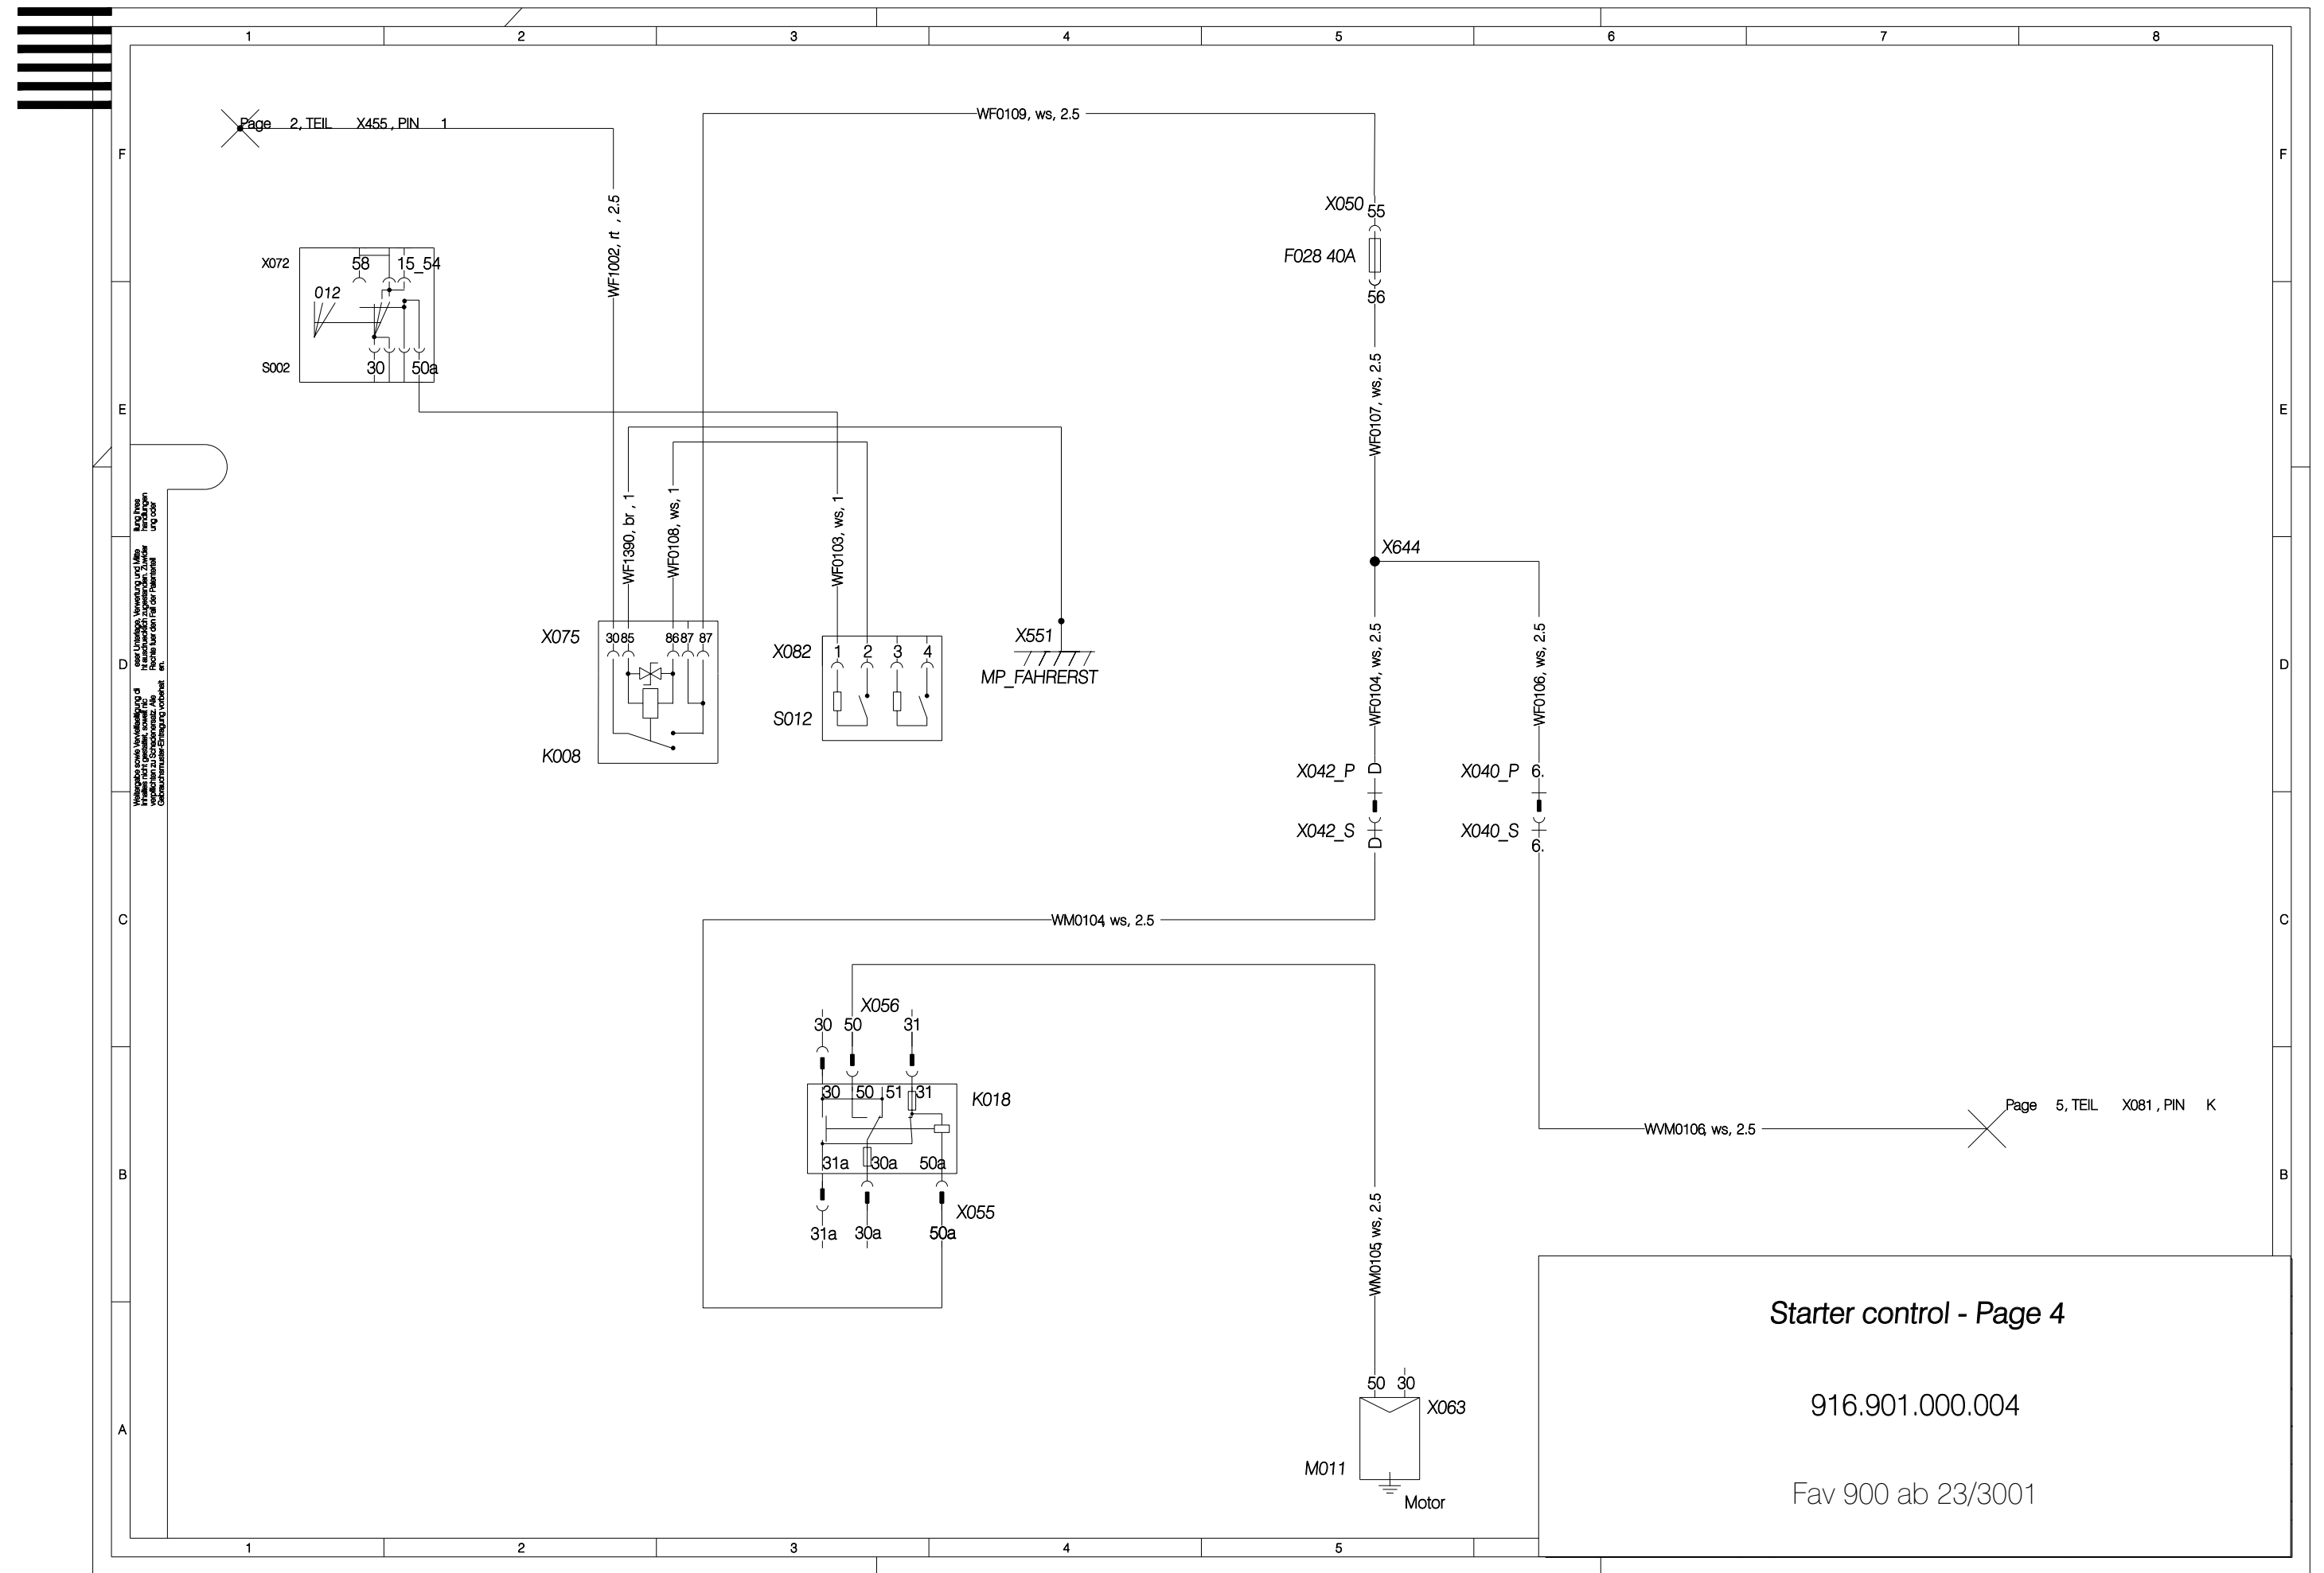 1 2 3 4 5 6 7 8
F
E
D
C
B
A
F
E
D
C
B
Page 2, TEIL X455, PIN 1
WF1002, rt , 2.5
WF0109, ws, 2.5
X050 55
F028 40A
56
WF0107, ws, 2.5
X072 58 15_54
012
S002 30 50a
WF1390, br , 1
WF0108, ws, 1
WF0103, ws, 1
X644
X075 30 85 86 87 87
K008
X082 1 2 3 4
S012
X551
MP_FAHRERST
WF0104, ws, 2.5
WF0106, ws, 2.5
X042_P D
X040_P 6.
X042_S D
X040_S 6.
WM0104, ws, 2.5
X056
30 50 31
30 50 51 31
K018
31a 30a 50a
X055
31a 30a 50a
WM0105, ws, 2.5
Page 5, TEIL X081, PIN K
WVM0106, ws, 2.5
50 30
X063
M011
Motor
Starter control - Page 4
916.901.000.004
Fav 900 ab 23/3001
1 2 3 4 5